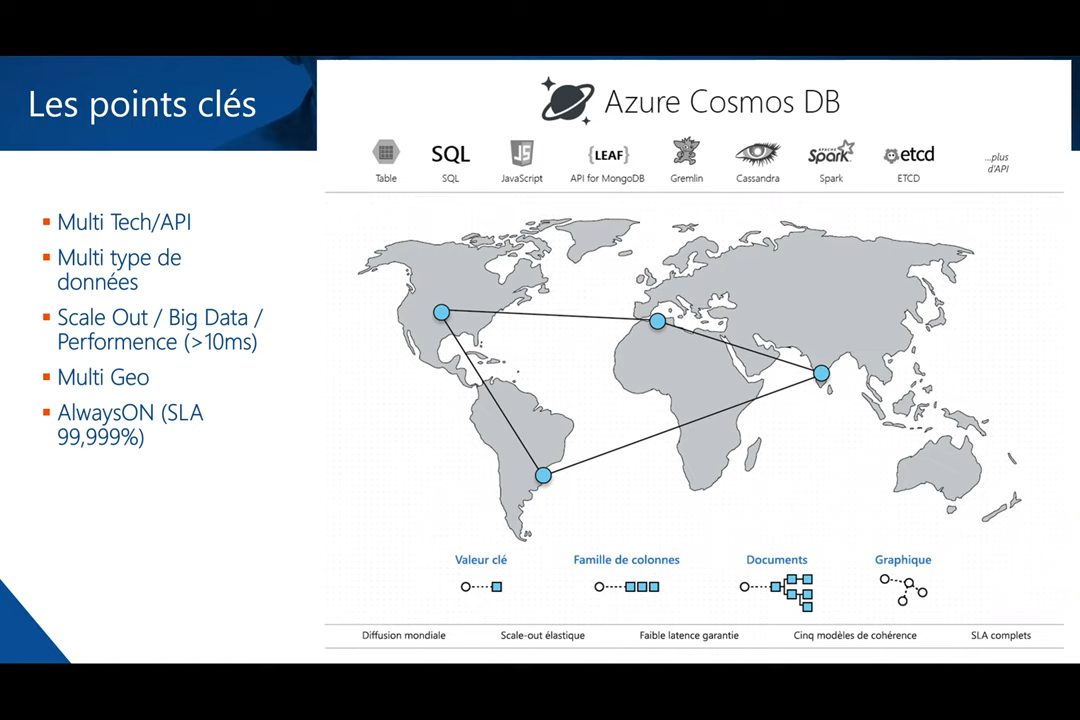 Les points clés
Multi Tech/API
Multi type de
données
Scale Out / Big Data /
Performence (>10ms)
Multi Geo
AlwaysON (SLA
99,999%)
Azure Cosmos DB
SQL
JS
{LEAF}
APACHE Spark
etcd
...plus
d'API
Table
SQL
JavaScript
API for MongoDB
Gremlin
Cassandra
Spark
ETCD
Valeur clé
Famille de colonnes
Documents
Graphique
Diffusion mondiale
Scale-out élastique
Faible latence garantie
Cinq modèles de cohérence
SLA complets